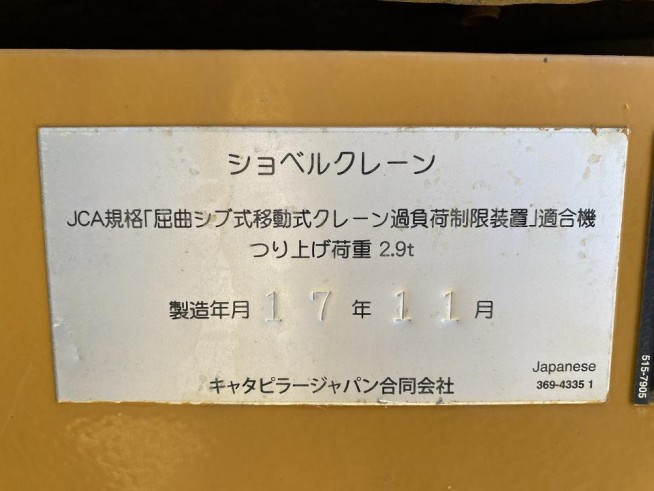 ショベルクレーン
JCA規格「屈曲ジブ式移動式クレーン過負荷制限装置」適合機
つり上げ荷重 2.9t
製造年月 17 年 11 月
キャタピラージャパン合同会社
Japanese
369-4335 1
515-7905